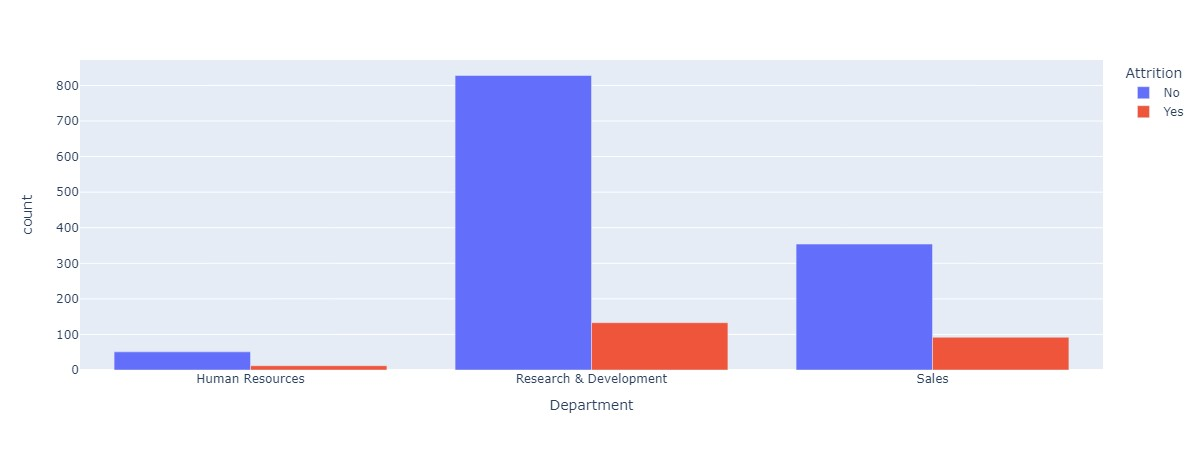 Attrition
No
Yes
800
700
600
500
400
300
200
100
0
count
Human Resources
Research & Development
Sales
Department